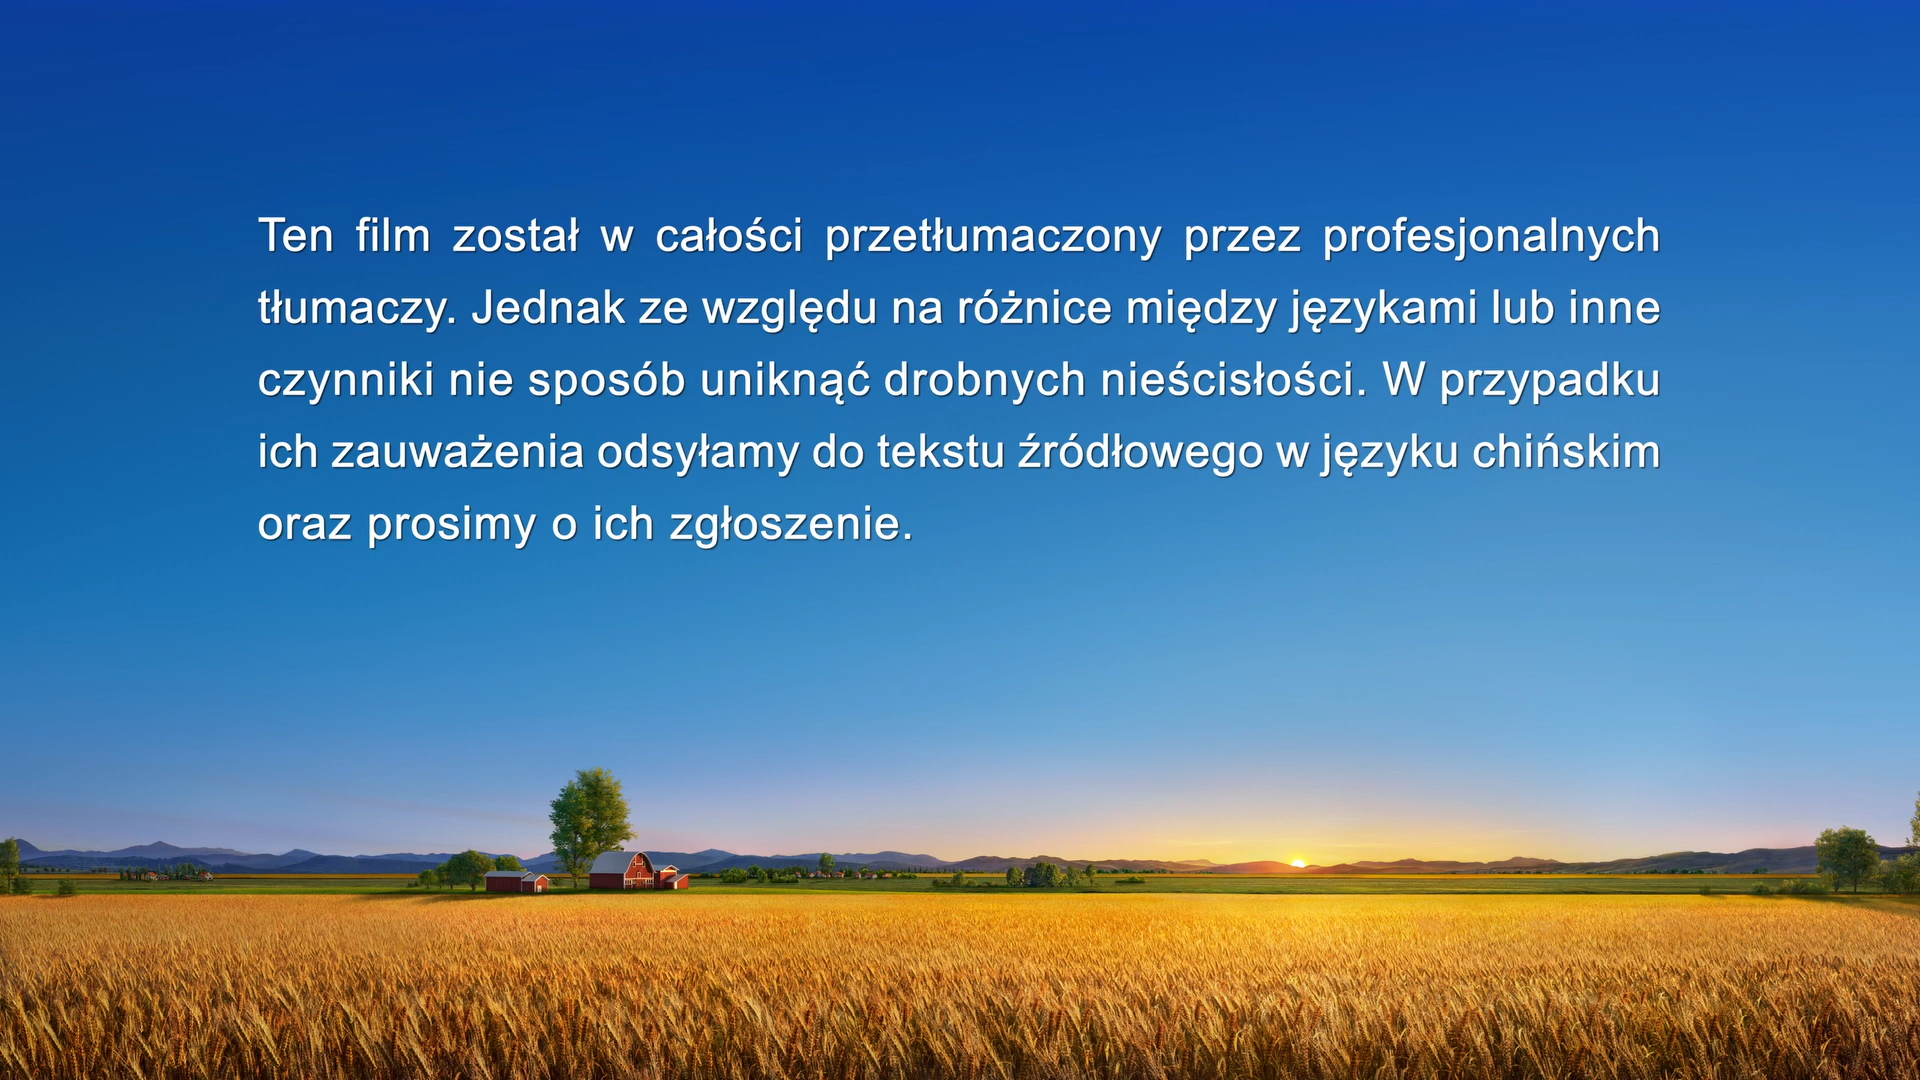 Ten film został w całości przetłumaczony przez profesjonalnych
tłumaczy. Jednak ze względu na różnice między językami lub inne
czynniki nie sposób uniknąć drobnych nieścisłości. W przypadku
ich zauważenia odsyłamy do tekstu źródłowego w języku chińskim
oraz prosimy o ich zgłoszenie.